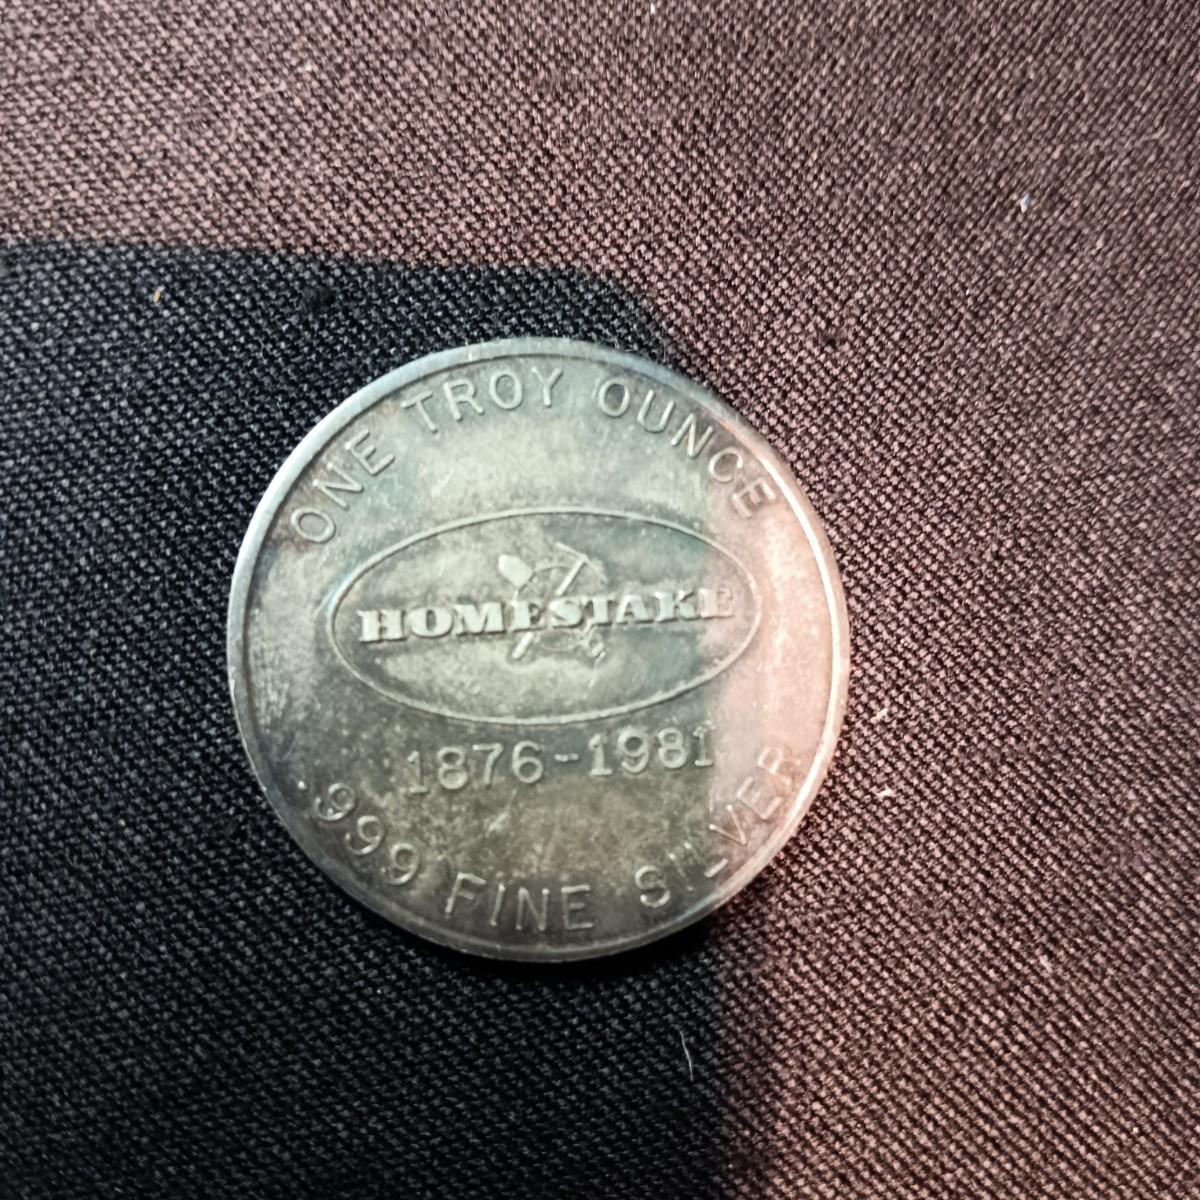 ONE TROY OUNCE
HOMESTAKE
1876-1981
.999 FINE SILVER